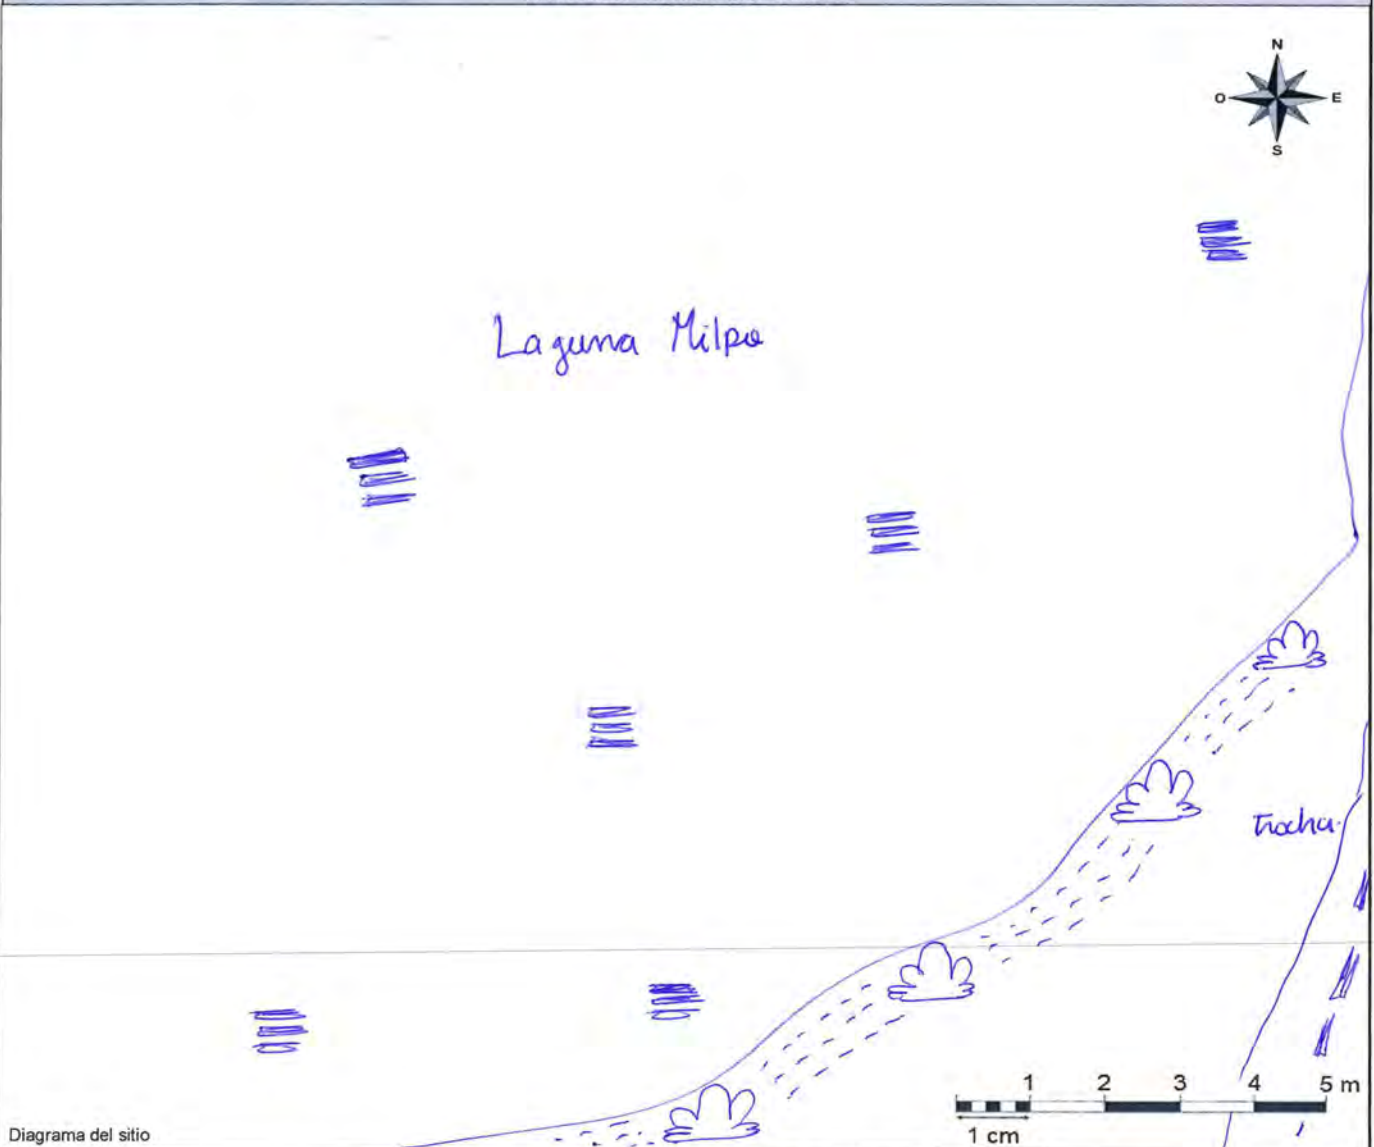 N
O E
S
Laguna Milpo
trocha.
1 2 3 4 5 m
1 cm
Diagrama del sitio